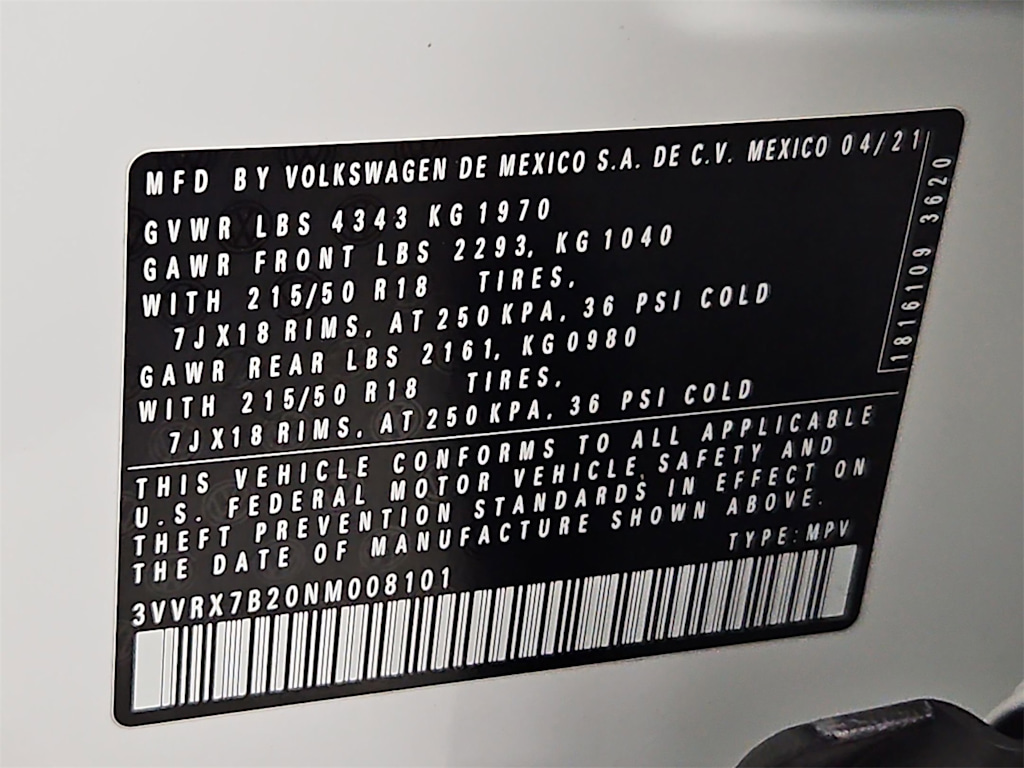 MFD BY VOLKSWAGEN DE MEXICO S.A. DE C.V. MEXICO 04/21
GVWR LBS 4343 KG 1970
GAWR FRONT LBS 2293, KG 1040
WITH 215/50 R18 TIRES,
7JX18 RIMS, AT 250 KPA, 36 PSI COLD
GAWR REAR LBS 2161, KG 0980
WITH 215/50 R18 TIRES,
7JX18 RIMS, AT 250 KPA, 36 PSI COLD
1816109 3620
THIS VEHICLE CONFORMS TO ALL APPLICABLE
U.S. FEDERAL MOTOR VEHICLE SAFETY AND
THEFT PREVENTION STANDARDS IN EFFECT ON
THE DATE OF MANUFACTURE SHOWN ABOVE.
TYPE: MPV
3VVRX7B20NM008101